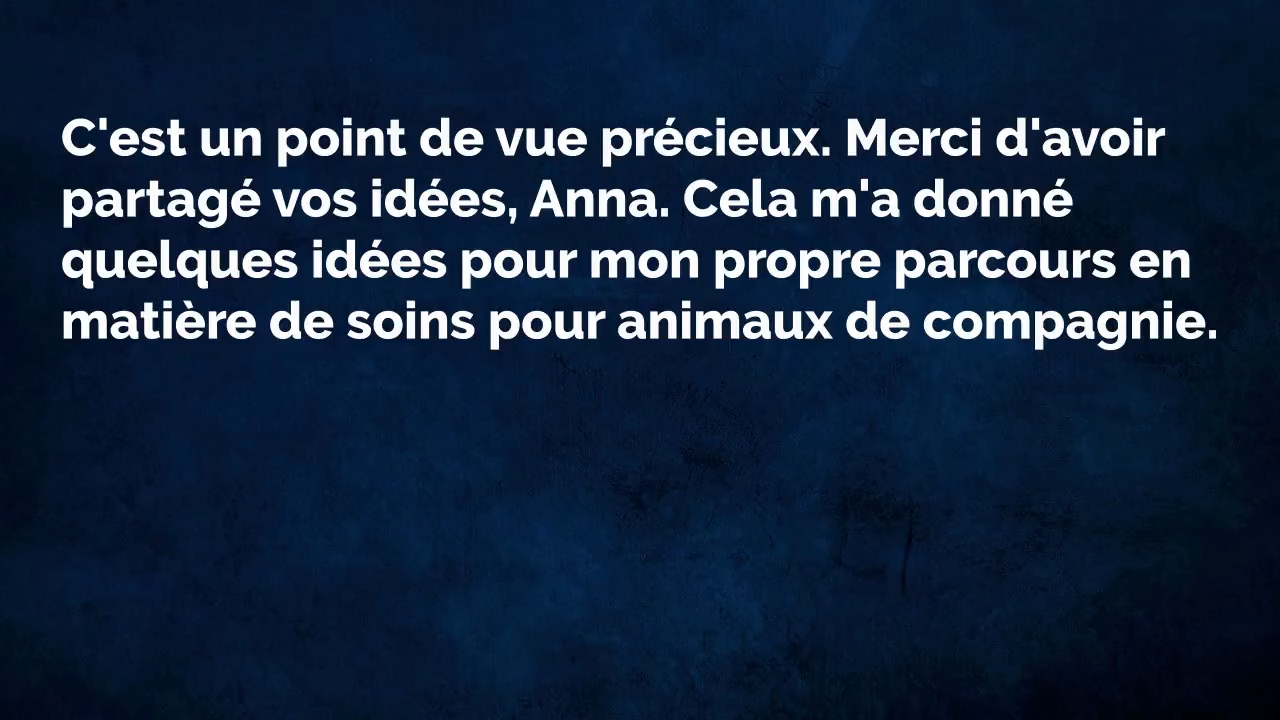 C'est un point de vue précieux. Merci d'avoir
partagé vos idées, Anna. Cela m'a donné
quelques idées pour mon propre parcours en
matière de soins pour animaux de compagnie.